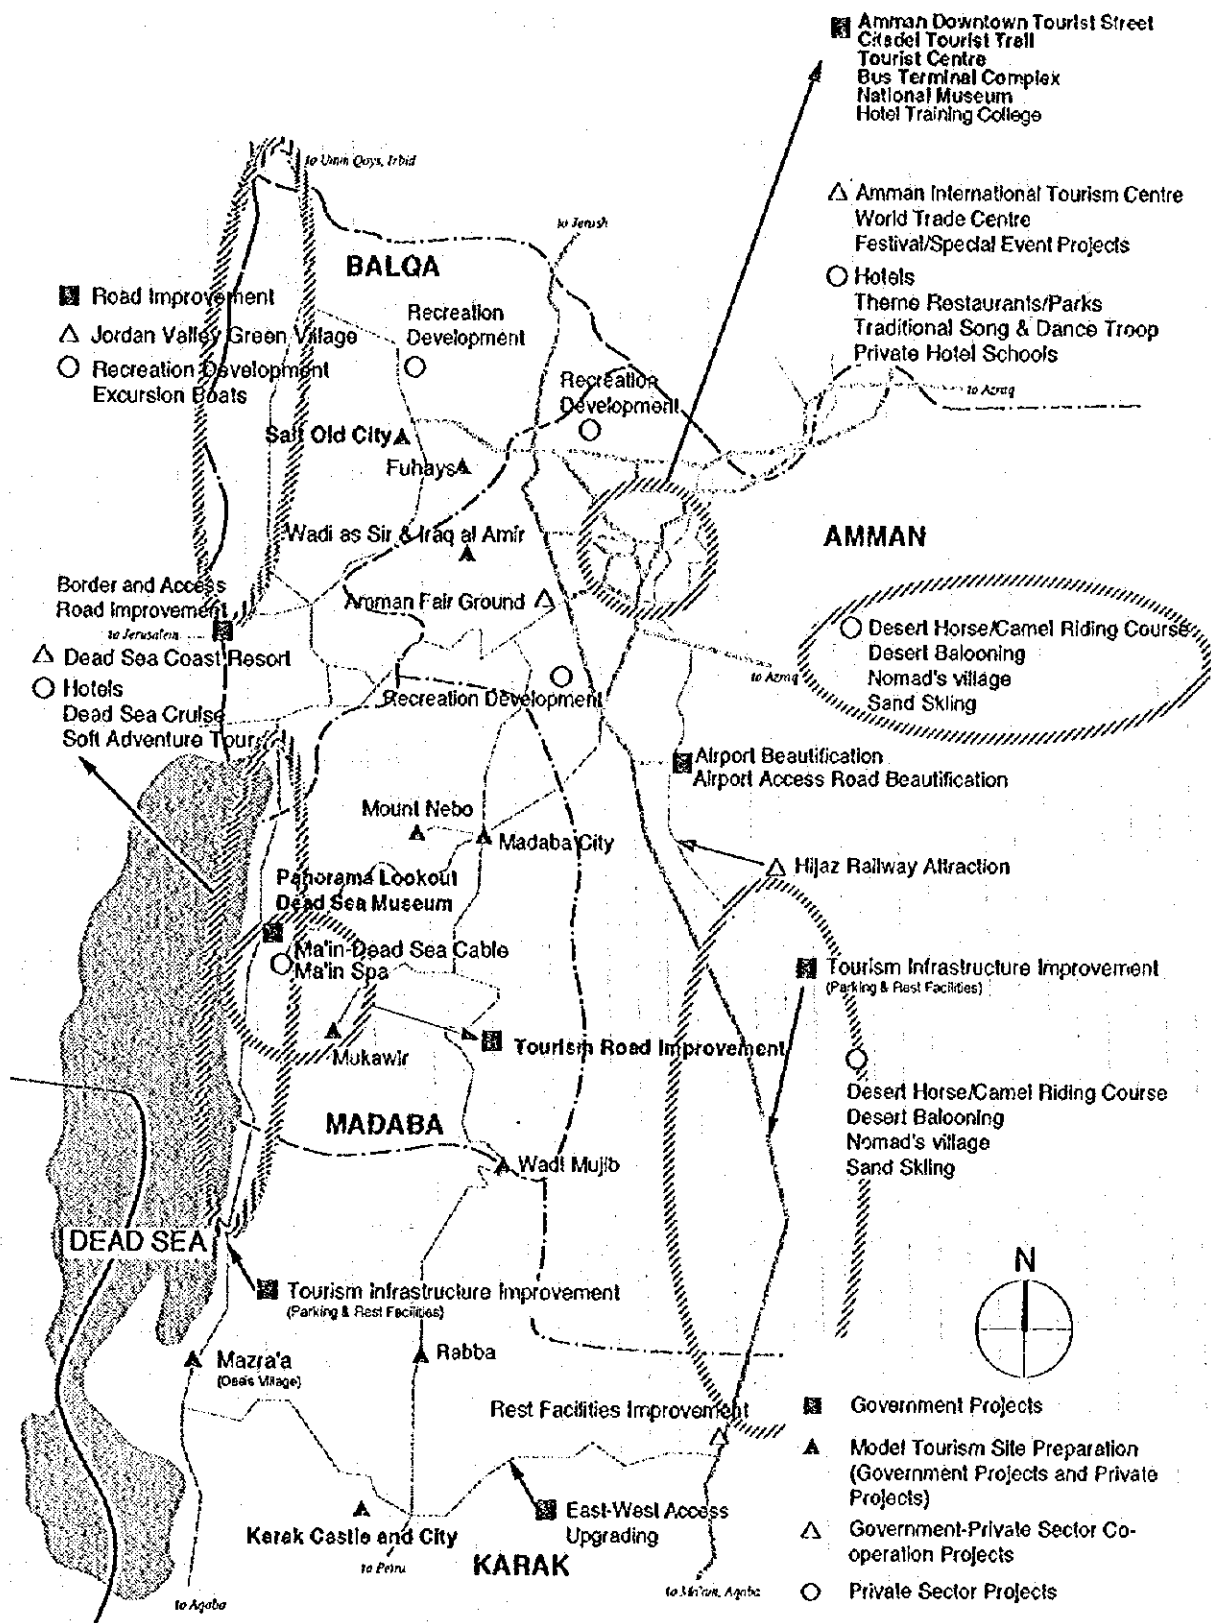 Amman Downtown Tourist Street
Citadel Tourist Trail
Tourist Centre
Bus Terminal Complex
National Museum
Hotel Training College
to Umm Qays, Irbid
Amman International Tourism Centre
World Trade Centre
Festival/Special Event Projects
to Jerash
BALQA
Hotels
Theme Restaurants/Parks
Traditional Song & Dance Troop
Private Hotel Schools
Road Improvement
Jordan Valley Green Village
Recreation Development
Excursion Boats
Recreation
Development
Recreation
Development
to Azraq
Salt Old City
Fuhays
Wadi as Sir & Iraq al Amir
AMMAN
Border and Access
Road Improvement
to Jerusalem
Amman Fair Ground
Dead Sea Coast Resort
Hotels
Dead Sea Cruise
Soft Adventure Tour
Recreation Development
to Azraq
Desert Horse/Camel Riding Course
Desert Balooning
Nomad's village
Sand Skling
Airport Beautification
Airport Access Road Beautification
Mount Nebo
Madaba City
Hijaz Railway Attraction
Panorama Lookout
Dead Sea Museum
Ma'in-Dead Sea Cable
Ma'in Spa
Tourism Infrastructure Improvement
(Parking & Rest Facilities)
Mukawir
Tourism Road Improvement
Desert Horse/Camel Riding Course
Desert Balooning
Nomad's village
Sand Skling
MADABA
Wadi Mujib
DEAD SEA
N
Tourism Infrastructure Improvement
(Parking & Rest Facilities)
Mazra'a
(Oasis Village)
Rabba
Rest Facilities Improvement
Government Projects
Model Tourism Site Preparation
(Government Projects and Private
Projects)
Government-Private Sector Co-
operation Projects
Private Sector Projects
East-West Access
Upgrading
Kerak Castle and City
KARAK
to Petra
to Aqaba
to Ma'an, Aqaba